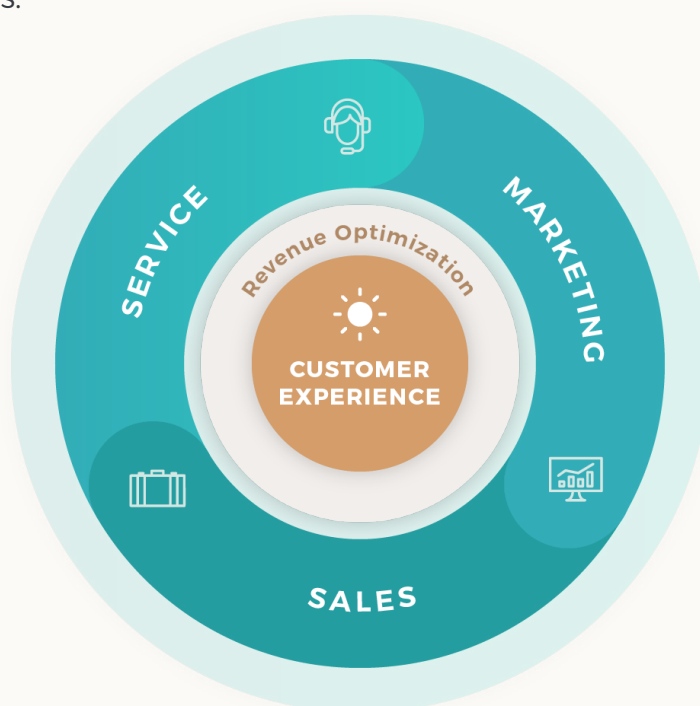 s.
SERVICE
MARKETING
Revenue Optimization
CUSTOMER
EXPERIENCE
SALES